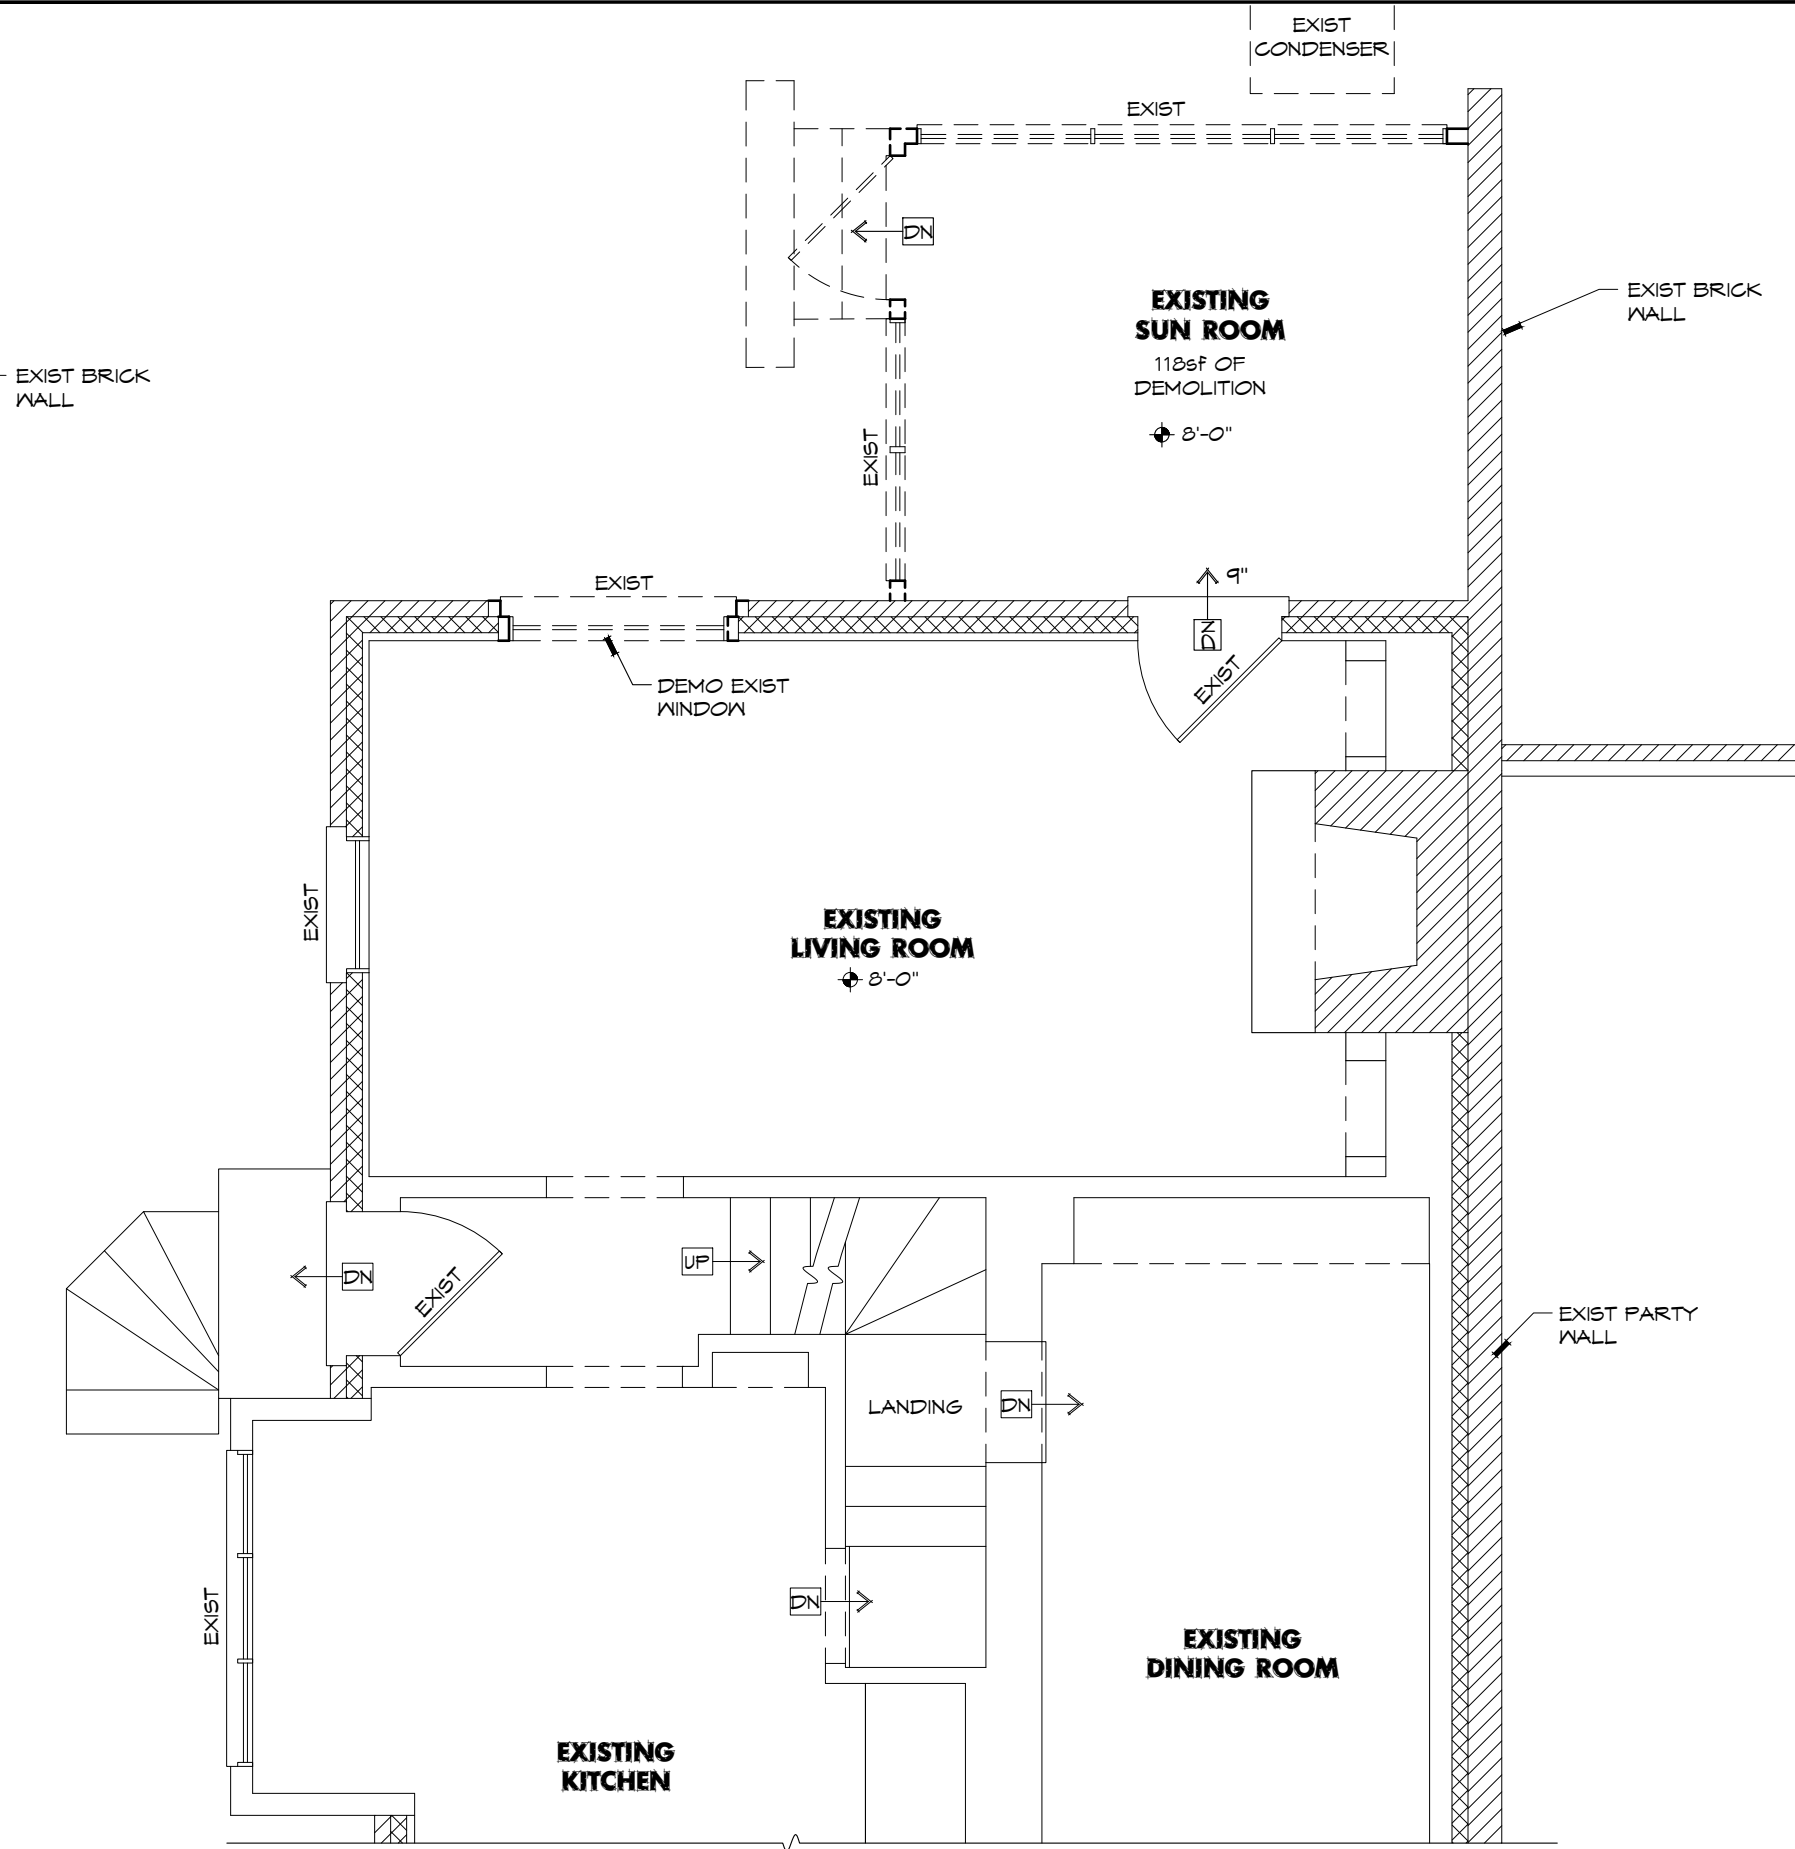 EXIST
CONDENSER
EXIST
DN
EXISTING
SUN ROOM
118sf OF
DEMOLITION
8'-0"
EXIST BRICK
WALL
EXIST BRICK
WALL
EXIST
EXIST
9"
DN
EXIST
DEMO EXIST
WINDOW
EXIST
EXISTING
LIVING ROOM
8'-0"
UP
DN
EXIST
EXIST PARTY
WALL
LANDING
DN
DN
EXIST
EXISTING
DINING ROOM
EXISTING
KITCHEN